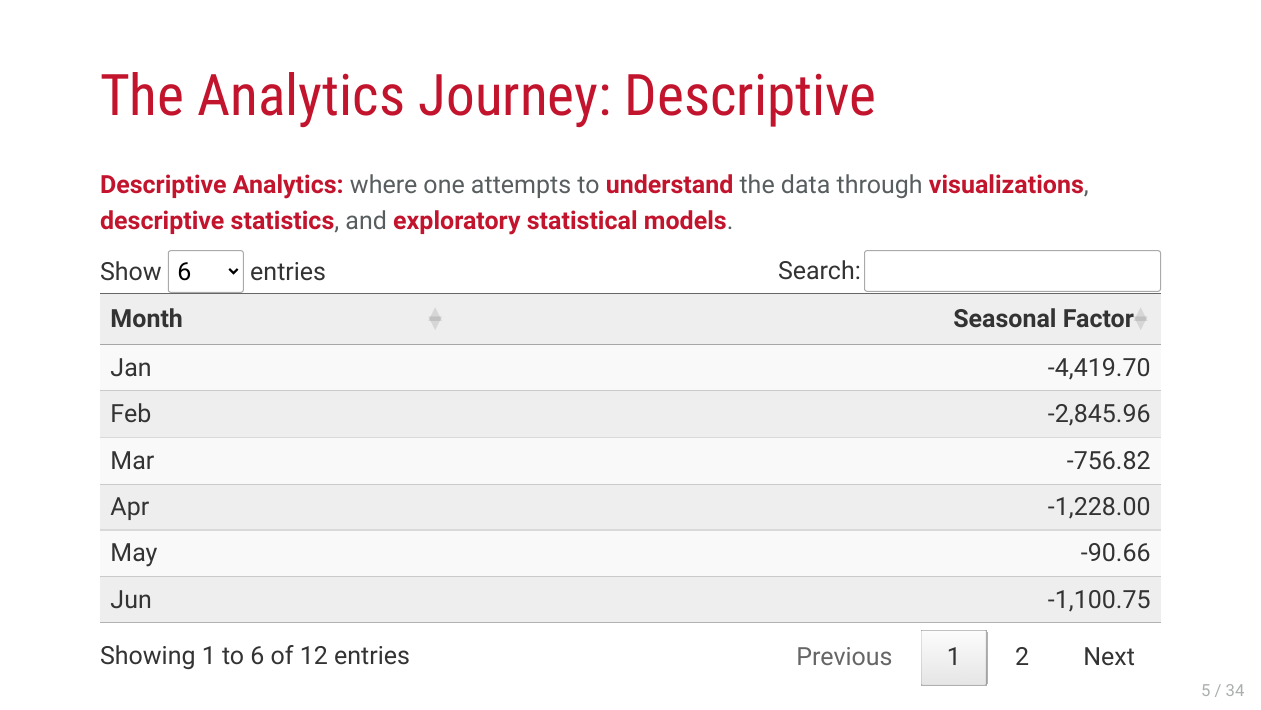 The Analytics Journey: Descriptive
Descriptive Analytics: where one attempts to understand the data through visualizations,
descriptive statistics, and exploratory statistical models.
Show 6 entries Search:
Month Seasonal Factor
Jan -4,419.70
Feb -2,845.96
Mar -756.82
Apr -1,228.00
May -90.66
Jun -1,100.75
Showing 1 to 6 of 12 entries Previous 1 2 Next
5 / 34